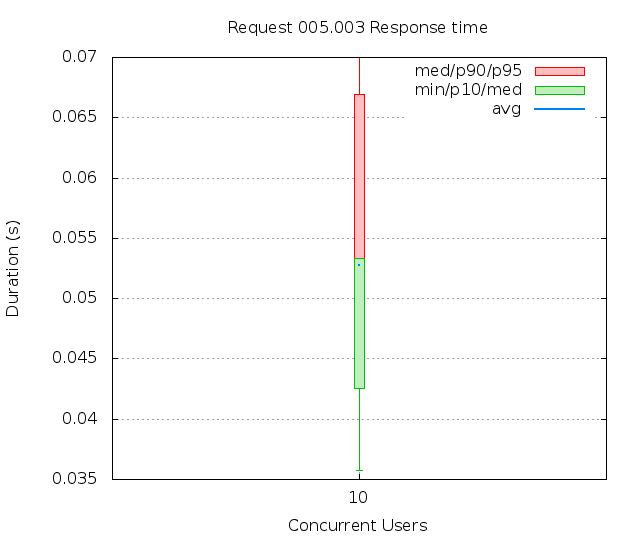 Request 005.003 Response time
0.07
med/p90/p95
min/p10/med
avg
0.065
0.06
0.055
0.05
0.045
0.04
0.035
Duration (s)
10
Concurrent Users